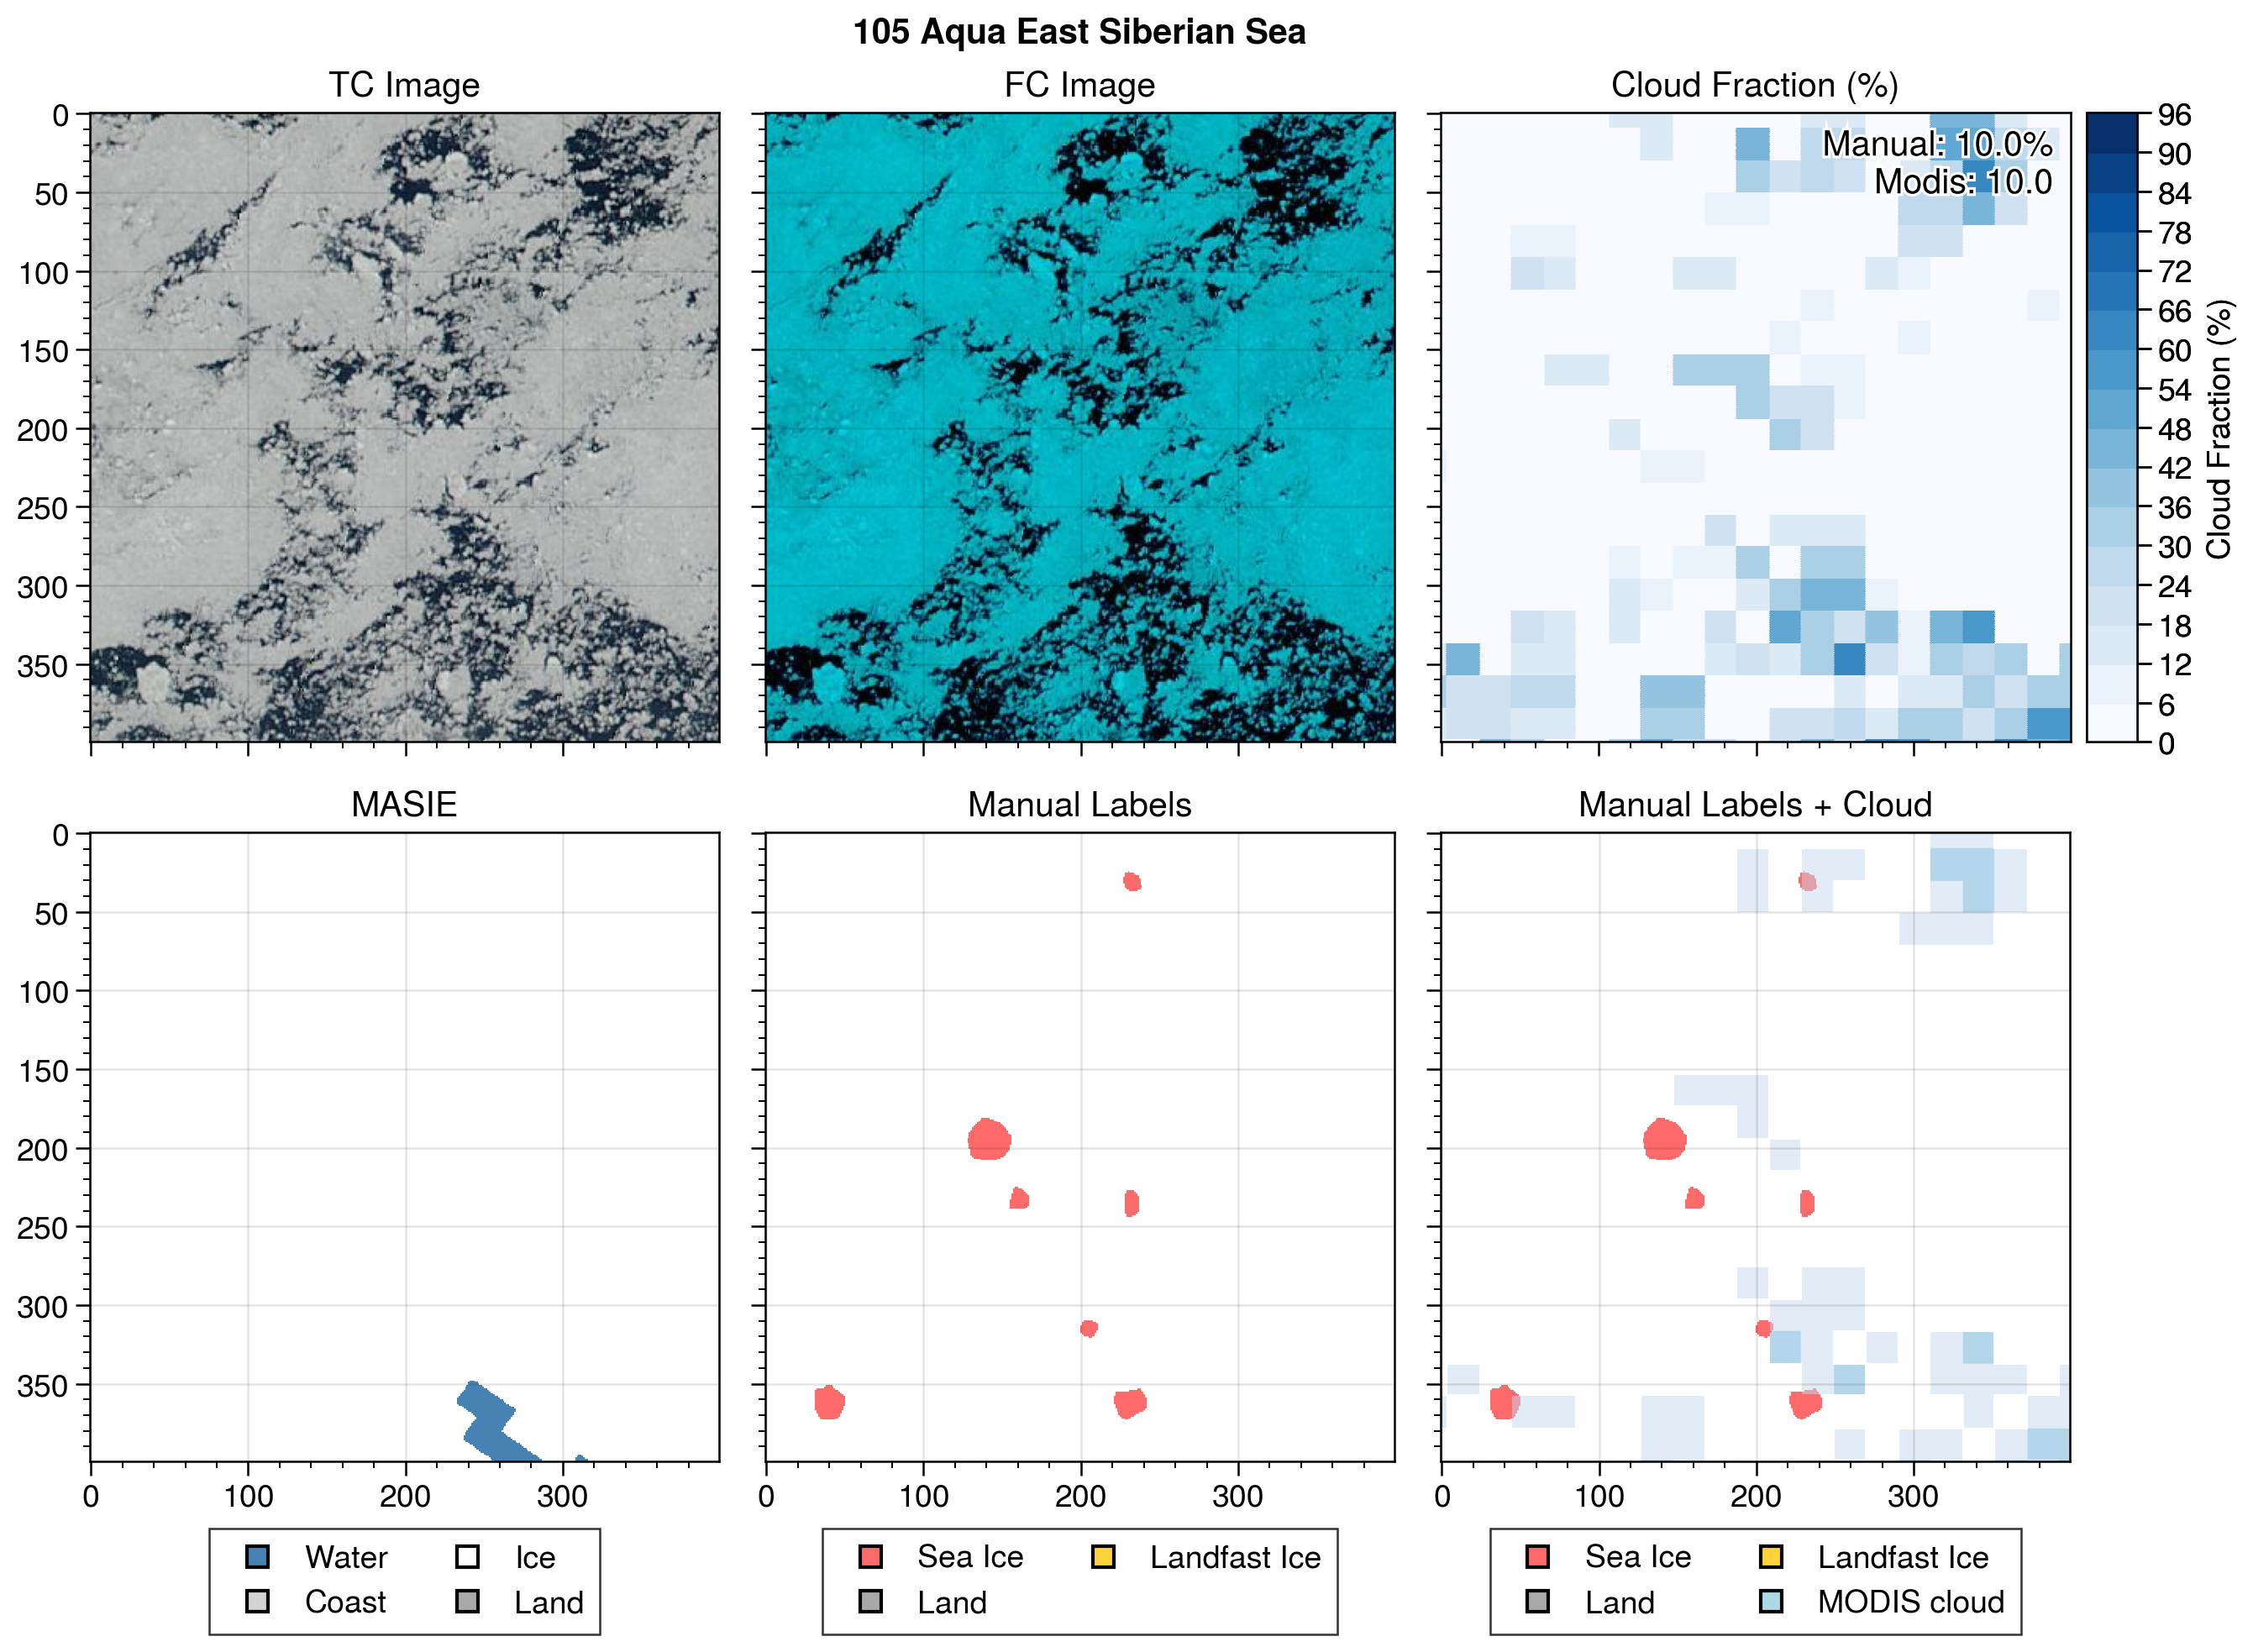 105 Aqua East Siberian Sea
TC Image
FC Image
Cloud Fraction (%)
0
50
100
150
200
250
300
350
Manual: 10.0%
Modis: 10.0
96
90
84
78
72
66
60
54
48
42
36
30
24
18
12
6
0
Cloud Fraction (%)
MASIE
Manual Labels
Manual Labels + Cloud
0
50
100
150
200
250
300
350
0 100 200 300
0 100 200 300
0 100 200 300
Water Ice
Coast Land
Sea Ice Landfast Ice
Land
Sea Ice Landfast Ice
Land MODIS cloud